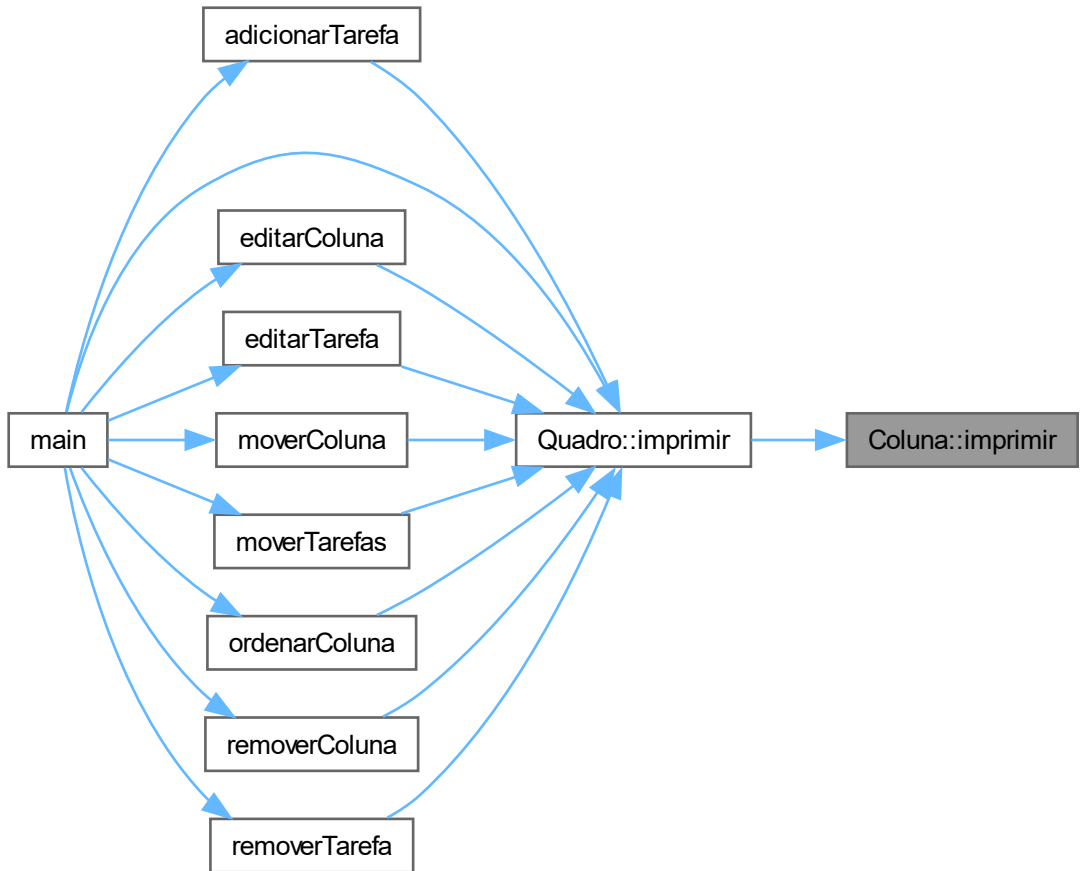 adicionarTarefa
editarColuna
editarTarefa
main
moverColuna
Quadro::imprimir
Coluna::imprimir
moverTarefas
ordenarColuna
removerColuna
removerTarefa